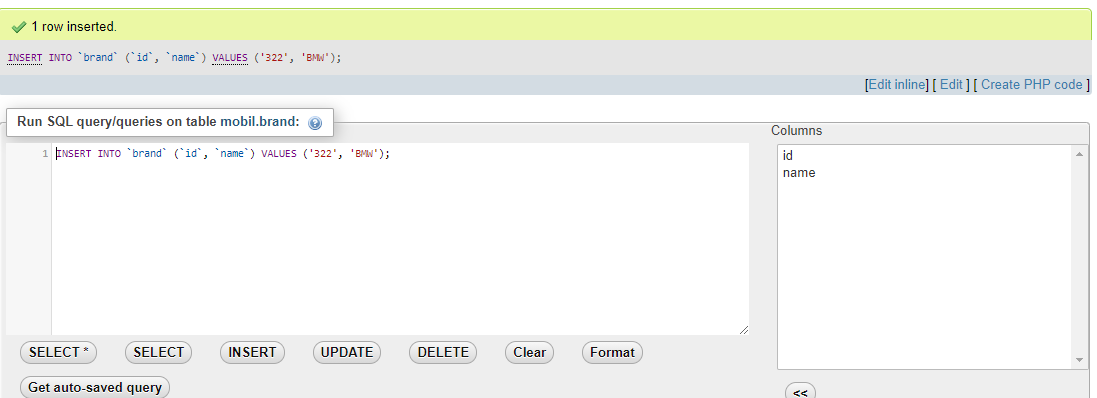 1 row inserted.
INSERT INTO `brand` (`id`, `name`) VALUES ('322', 'BMW');
[Edit inline] [ Edit ] [ Create PHP code ]
Run SQL query/queries on table mobil.brand:
Columns
1 INSERT INTO `brand` (`id`, `name`) VALUES ('322', 'BMW');
id
name
SELECT * SELECT INSERT UPDATE DELETE Clear Format
Get auto-saved query
<<